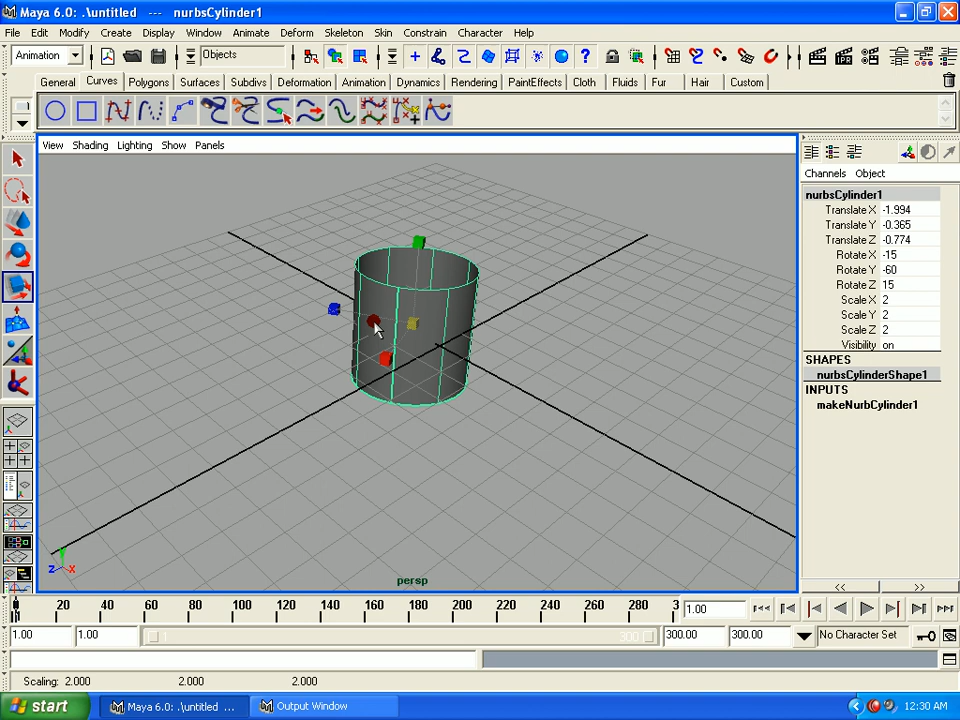 Maya 6.0: .\untitled --- nurbsCylinder1
File Edit Modify Create Display Window Animate Deform Skeleton Skin Constrain Character Help
Animation Objects
General Curves Polygons Surfaces Subdivs Deformation Animation Dynamics Rendering PaintEffects Cloth Fluids Fur Hair Custom
View Shading Lighting Show Panels
Channels Object
nurbsCylinder1
Translate X -1.994
Translate Y -0.365
Translate Z -0.774
Rotate X -15
Rotate Y -60
Rotate Z 15
Scale X 2
Scale Y 2
Scale Z 2
Visibility on
SHAPES
nurbsCylinderShape1
INPUTS
makeNurbCylinder1
z x
persp
<< >>
20 40 60 80 100 120 140 160 180 200 220 240 260 280 3 1.00
1.00 1.00 1 300 300.00 300.00 No Character Set
Scaling: 2.000 2.000 2.000
start Maya 6.0: .\untitled ... Output Window 12:30 AM